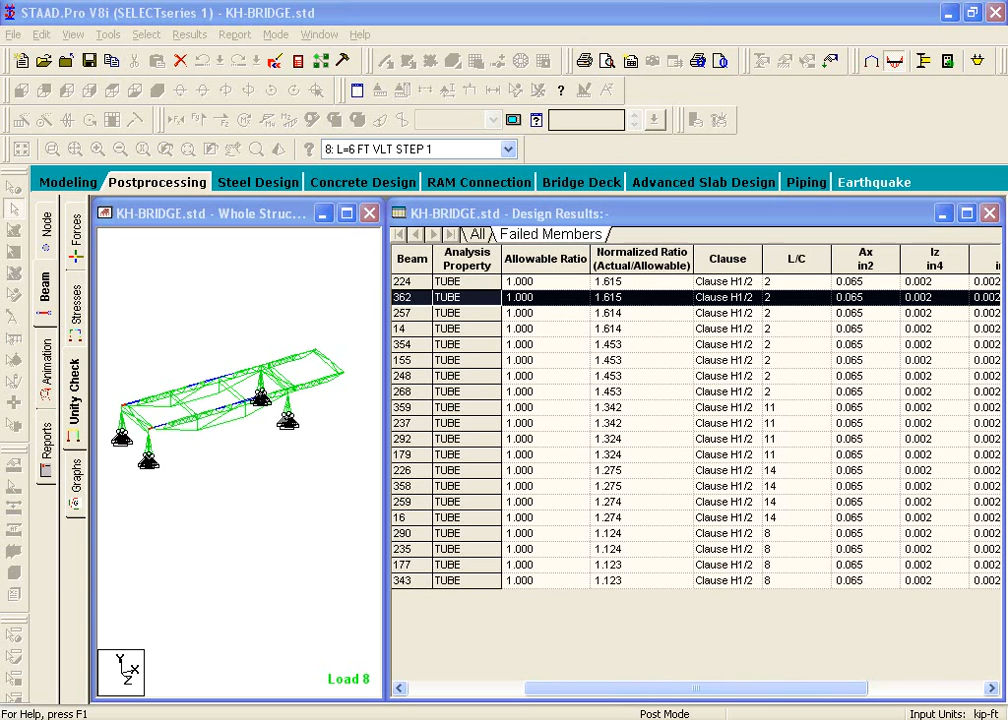 STAAD.Pro V8i (SELECTseries 1) - KH-BRIDGE.std
File Edit View Tools Select Results Report Mode Window Help
8: L=6 FT VLT STEP 1
Modeling Postprocessing Steel Design Concrete Design RAM Connection Bridge Deck Advanced Slab Design Piping Earthquake
Node
Beam
Animation
Reports
Forces
Stresses
Unity Check
Graphs
KH-BRIDGE.std - Whole Struc...
Y
X
Z
Load 8
KH-BRIDGE.std - Design Results:-
All Failed Members
Beam Analysis Property Allowable Ratio Normalized Ratio (Actual/Allowable) Clause L/C Ax in2 Iz in4
224 TUBE 1.000 1.615 Clause H1/2 2 0.065 0.002 0.002
362 TUBE 1.000 1.615 Clause H1/2 2 0.065 0.002 0.002
257 TUBE 1.000 1.614 Clause H1/2 2 0.065 0.002 0.002
14 TUBE 1.000 1.614 Clause H1/2 2 0.065 0.002 0.002
354 TUBE 1.000 1.453 Clause H1/2 2 0.065 0.002 0.002
155 TUBE 1.000 1.453 Clause H1/2 2 0.065 0.002 0.002
248 TUBE 1.000 1.453 Clause H1/2 2 0.065 0.002 0.002
268 TUBE 1.000 1.453 Clause H1/2 2 0.065 0.002 0.002
359 TUBE 1.000 1.342 Clause H1/2 11 0.065 0.002 0.002
237 TUBE 1.000 1.342 Clause H1/2 11 0.065 0.002 0.002
292 TUBE 1.000 1.324 Clause H1/2 11 0.065 0.002 0.002
179 TUBE 1.000 1.324 Clause H1/2 11 0.065 0.002 0.002
226 TUBE 1.000 1.275 Clause H1/2 14 0.065 0.002 0.002
358 TUBE 1.000 1.275 Clause H1/2 14 0.065 0.002 0.002
259 TUBE 1.000 1.274 Clause H1/2 14 0.065 0.002 0.002
16 TUBE 1.000 1.274 Clause H1/2 14 0.065 0.002 0.002
290 TUBE 1.000 1.124 Clause H1/2 8 0.065 0.002 0.002
235 TUBE 1.000 1.124 Clause H1/2 8 0.065 0.002 0.002
177 TUBE 1.000 1.123 Clause H1/2 8 0.065 0.002 0.002
343 TUBE 1.000 1.123 Clause H1/2 8 0.065 0.002 0.002
For Help, press F1 Post Mode Input Units: kip-ft